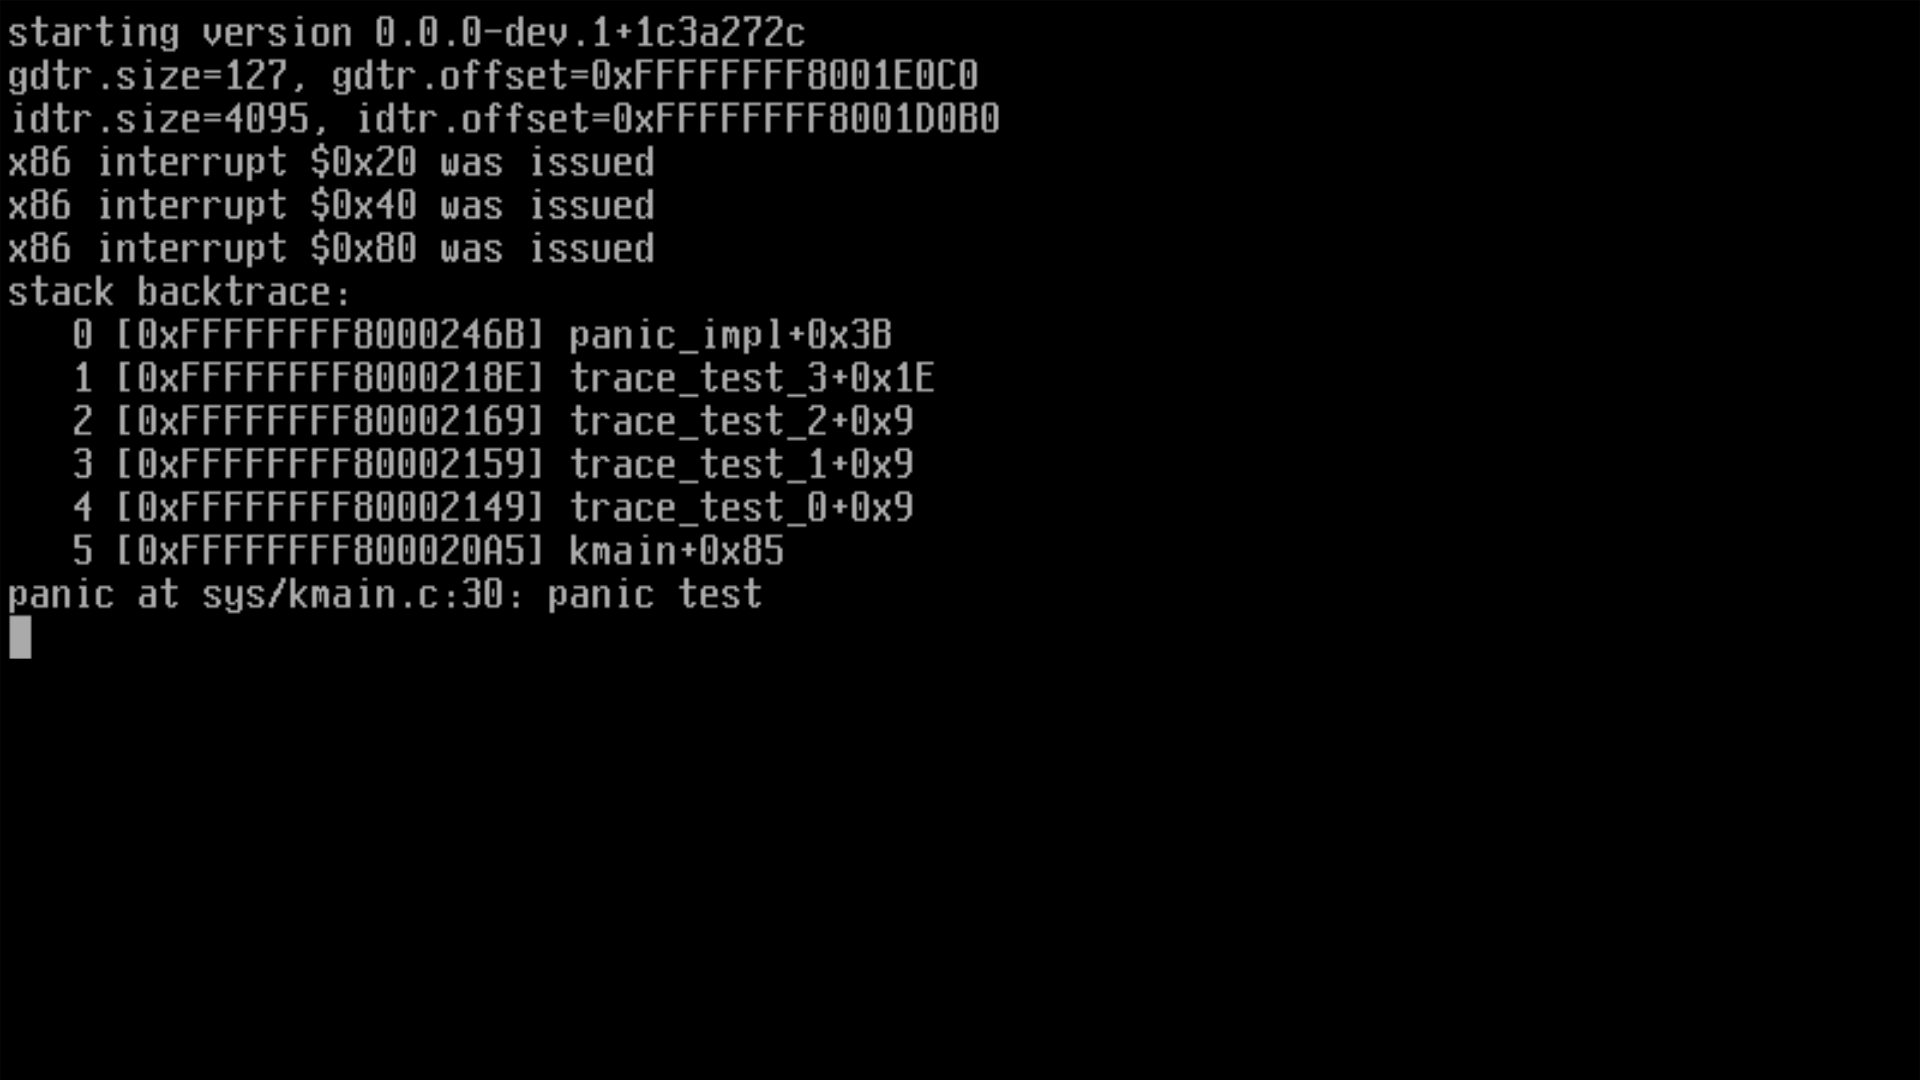 starting version 0.0.0-dev.1+1c3a272c
gdtr.size=127, gdtr.offset=0xFFFFFFFF8001E0C0
idtr.size=4095, idtr.offset=0xFFFFFFFF8001D0B0
x86 interrupt $0x20 was issued
x86 interrupt $0x40 was issued
x86 interrupt $0x80 was issued
stack backtrace:
   0 [0xFFFFFFFF8000246B] panic_impl+0x3B
   1 [0xFFFFFFFF8000218E] trace_test_3+0x1E
   2 [0xFFFFFFFF80002169] trace_test_2+0x9
   3 [0xFFFFFFFF80002159] trace_test_1+0x9
   4 [0xFFFFFFFF80002149] trace_test_0+0x9
   5 [0xFFFFFFFF800020A5] kmain+0x85
panic at sys/kmain.c:30: panic test